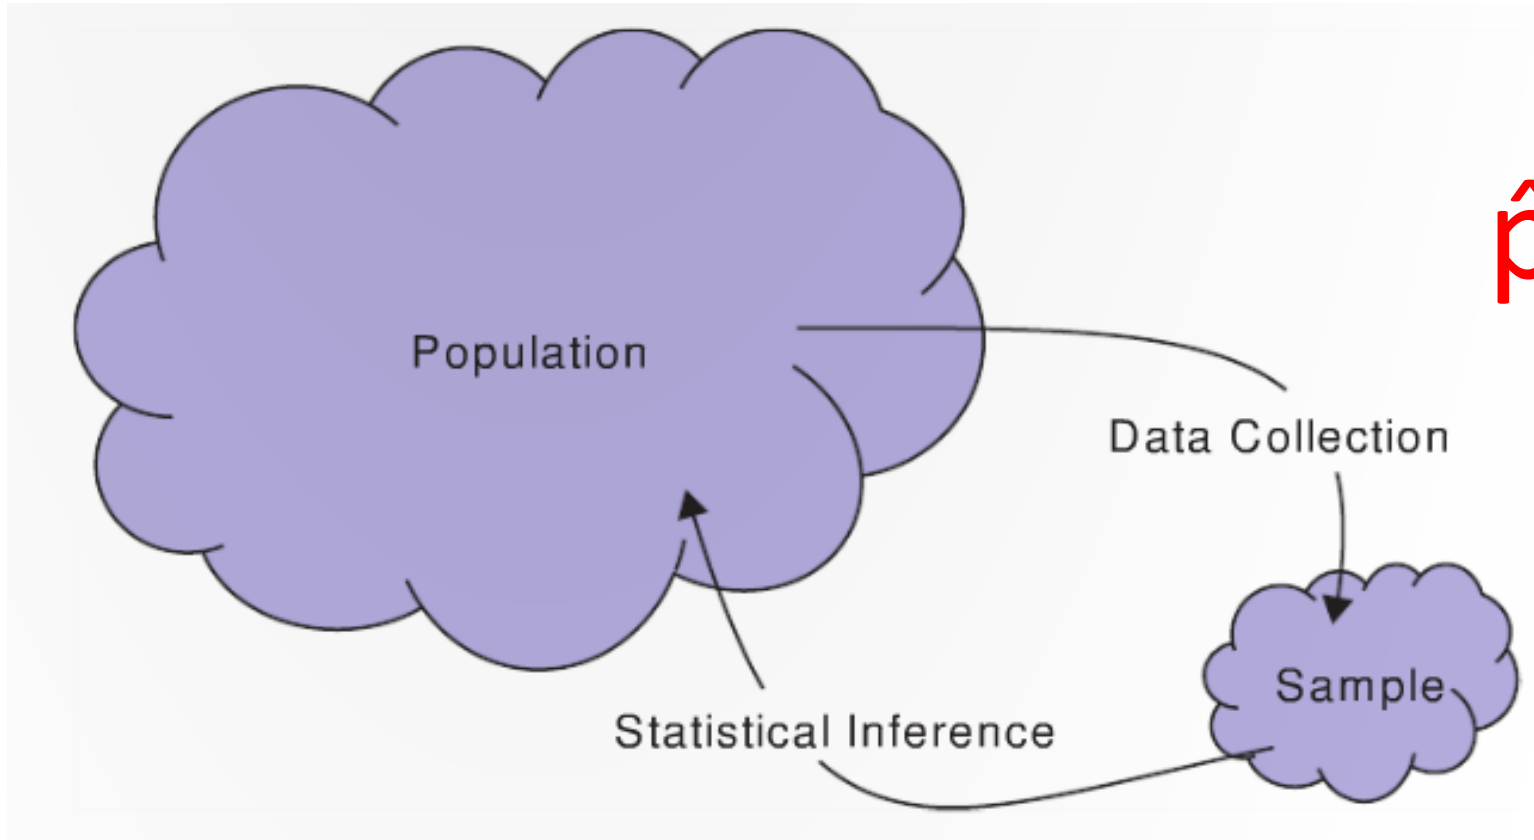 p̂
Population
Data Collection
Sample
Statistical Inference